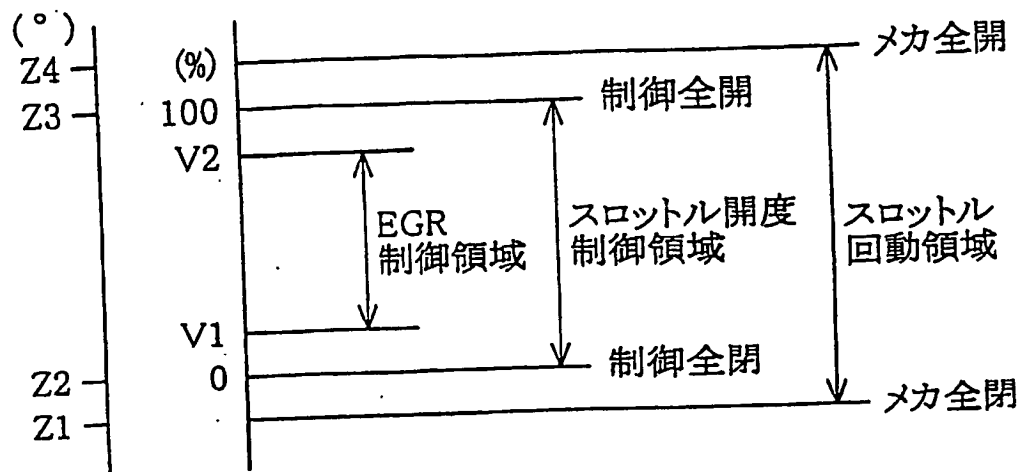 (°)
Z4
Z3
Z2
Z1
(%)
100
V2
V1
0
メカ全開
制御全開
EGR
制御領域
スロットル開度
制御領域
スロットル
回動領域
制御全閉
メカ全閉